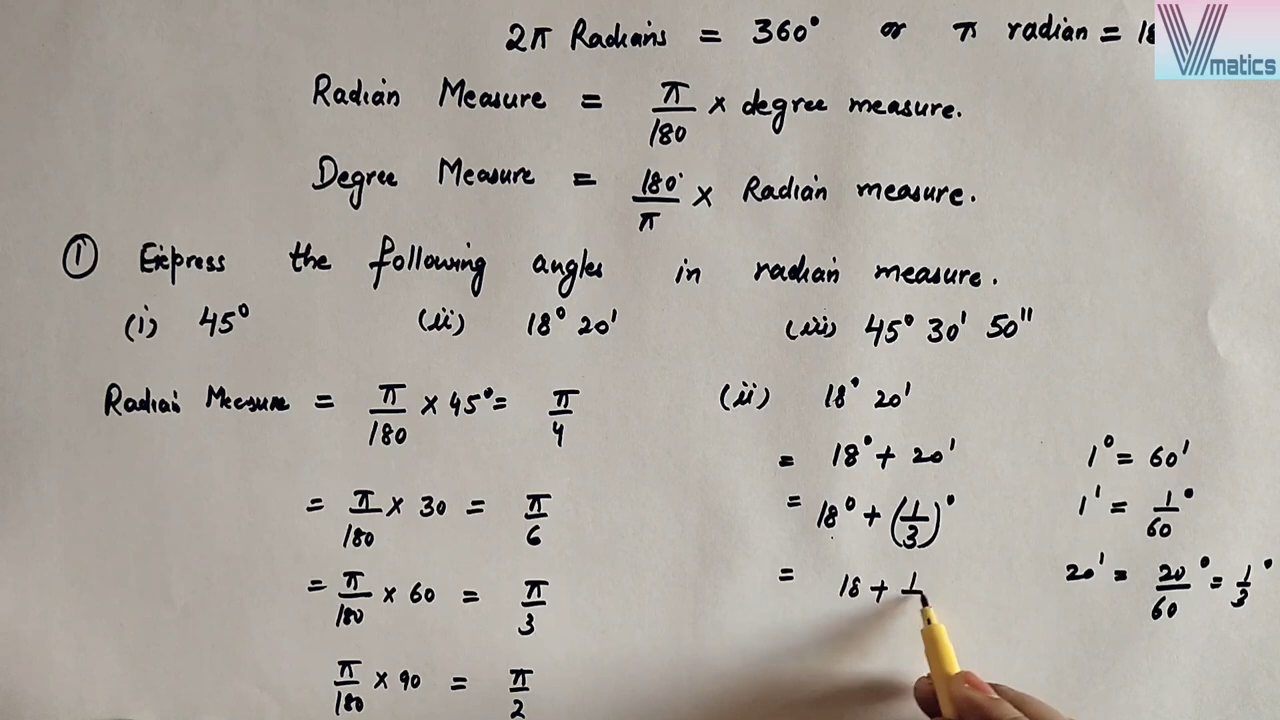 2π Radians = 360° or π radian = 18
Vmatics
Radian Measure = π/180 × degree measure.
Degree Measure = 180°/π × Radian measure.
① Express the following angles in radian measure.
(i) 45° (ii) 18° 20' (iii) 45° 30' 50"
Radian Measure = π/180 × 45° = π/4
= π/180 × 30 = π/6
= π/180 × 60 = π/3
π/180 × 90 = π/2
(ii) 18° 20'
= 18° + 20'
= 18° + (1/3)°
= 18 + 1/
1° = 60'
1' = 1/60°
20' = 20/60° = 1/3°